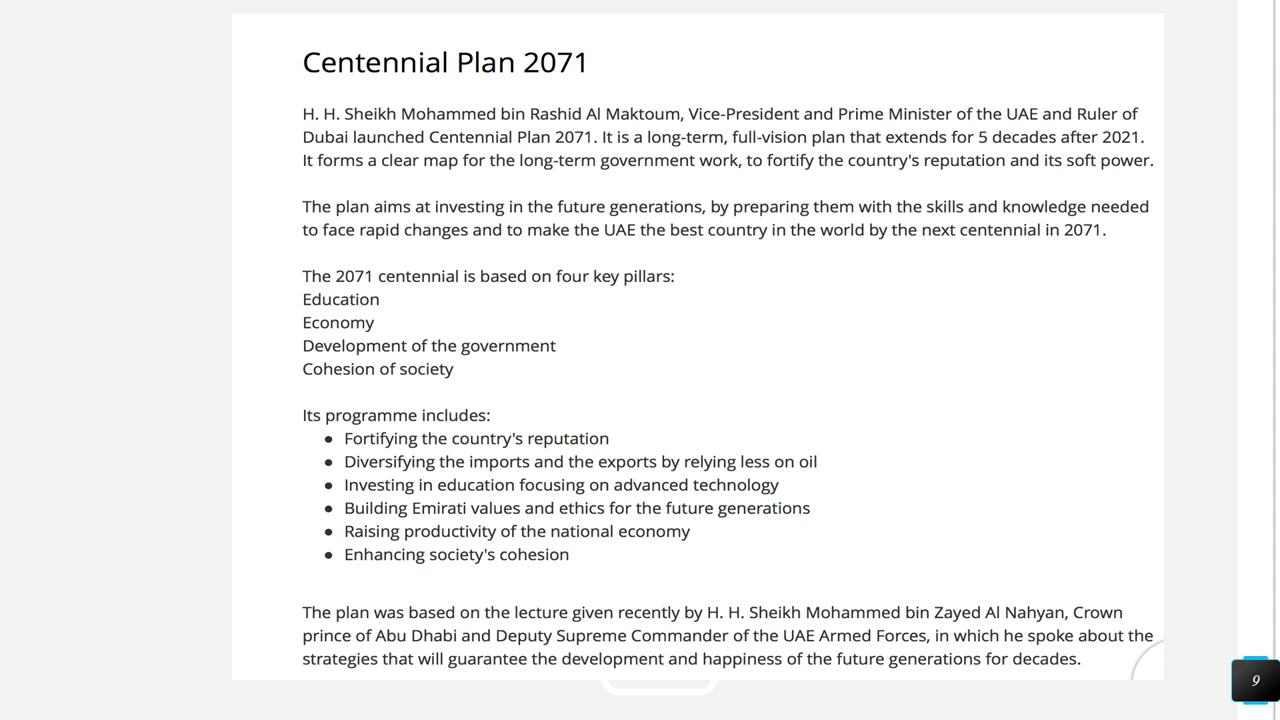 Centennial Plan 2071
H. H. Sheikh Mohammed bin Rashid Al Maktoum, Vice-President and Prime Minister of the UAE and Ruler of
Dubai launched Centennial Plan 2071. It is a long-term, full-vision plan that extends for 5 decades after 2021.
It forms a clear map for the long-term government work, to fortify the country's reputation and its soft power.
The plan aims at investing in the future generations, by preparing them with the skills and knowledge needed
to face rapid changes and to make the UAE the best country in the world by the next centennial in 2071.
The 2071 centennial is based on four key pillars:
Education
Economy
Development of the government
Cohesion of society
Its programme includes:
● Fortifying the country's reputation
● Diversifying the imports and the exports by relying less on oil
● Investing in education focusing on advanced technology
● Building Emirati values and ethics for the future generations
● Raising productivity of the national economy
● Enhancing society's cohesion
The plan was based on the lecture given recently by H. H. Sheikh Mohammed bin Zayed Al Nahyan, Crown
prince of Abu Dhabi and Deputy Supreme Commander of the UAE Armed Forces, in which he spoke about the
strategies that will guarantee the development and happiness of the future generations for decades.
9